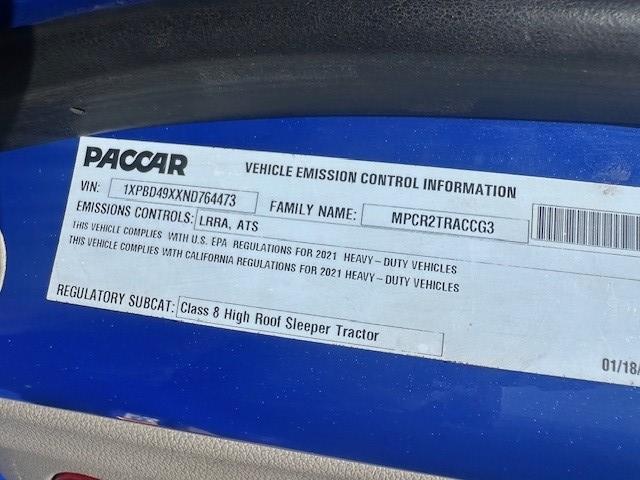 PACCAR VEHICLE EMISSION CONTROL INFORMATION
VIN: 1XPBD49XXND764473 FAMILY NAME: MPCR2TRACCG3
EMISSIONS CONTROLS: LRRA, ATS
THIS VEHICLE COMPLIES WITH U.S. EPA REGULATIONS FOR 2021 HEAVY-DUTY VEHICLES
THIS VEHICLE COMPLIES WITH CALIFORNIA REGULATIONS FOR 2021 HEAVY-DUTY VEHICLES
REGULATORY SUBCAT: Class 8 High Roof Sleeper Tractor
01/18/